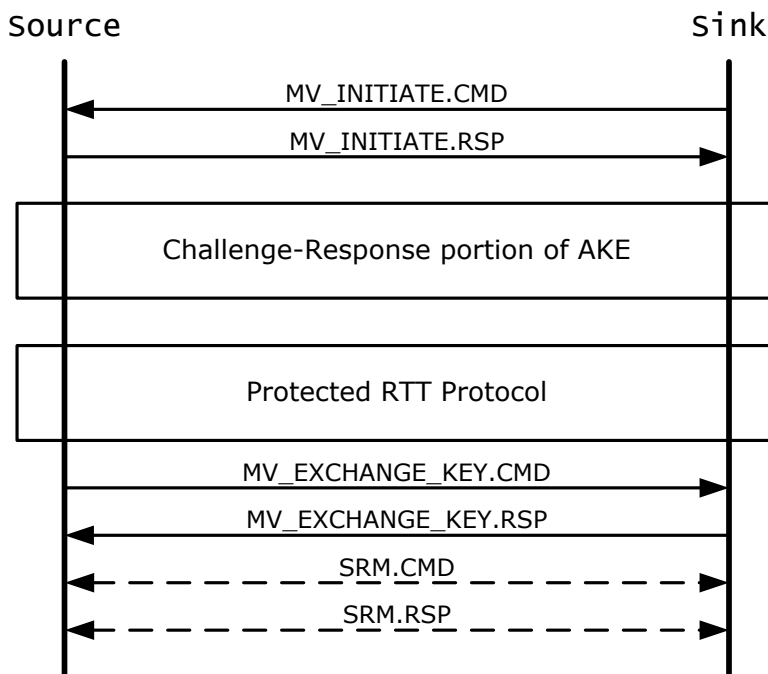 Source Sink
MV_INITIATE.CMD
MV_INITIATE.RSP
Challenge-Response portion of AKE
Protected RTT Protocol
MV_EXCHANGE_KEY.CMD
MV_EXCHANGE_KEY.RSP
SRM.CMD
SRM.RSP